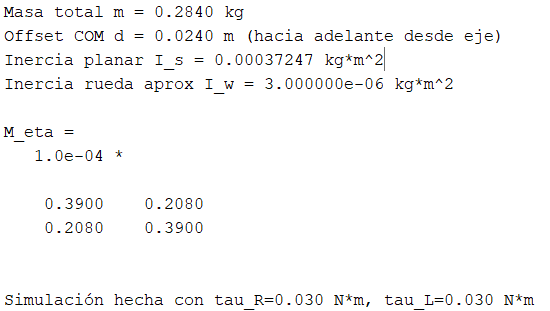 Masa total m = 0.2840 kg
Offset COM d = 0.0240 m (hacia adelante desde eje)
Inercia planar I_s = 0.00037247 kg*m^2
Inercia rueda aprox I_w = 3.000000e-06 kg*m^2
M_eta =
1.0e-04 *
0.3900 0.2080
0.2080 0.3900
Simulación hecha con tau_R=0.030 N*m, tau_L=0.030 N*m